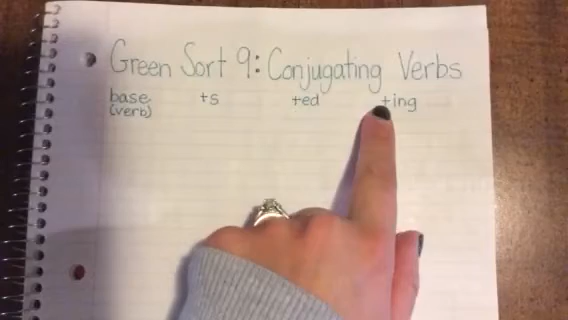 Green Sort 9: Conjugating Verbs
base +s +ed +ing
(verb)